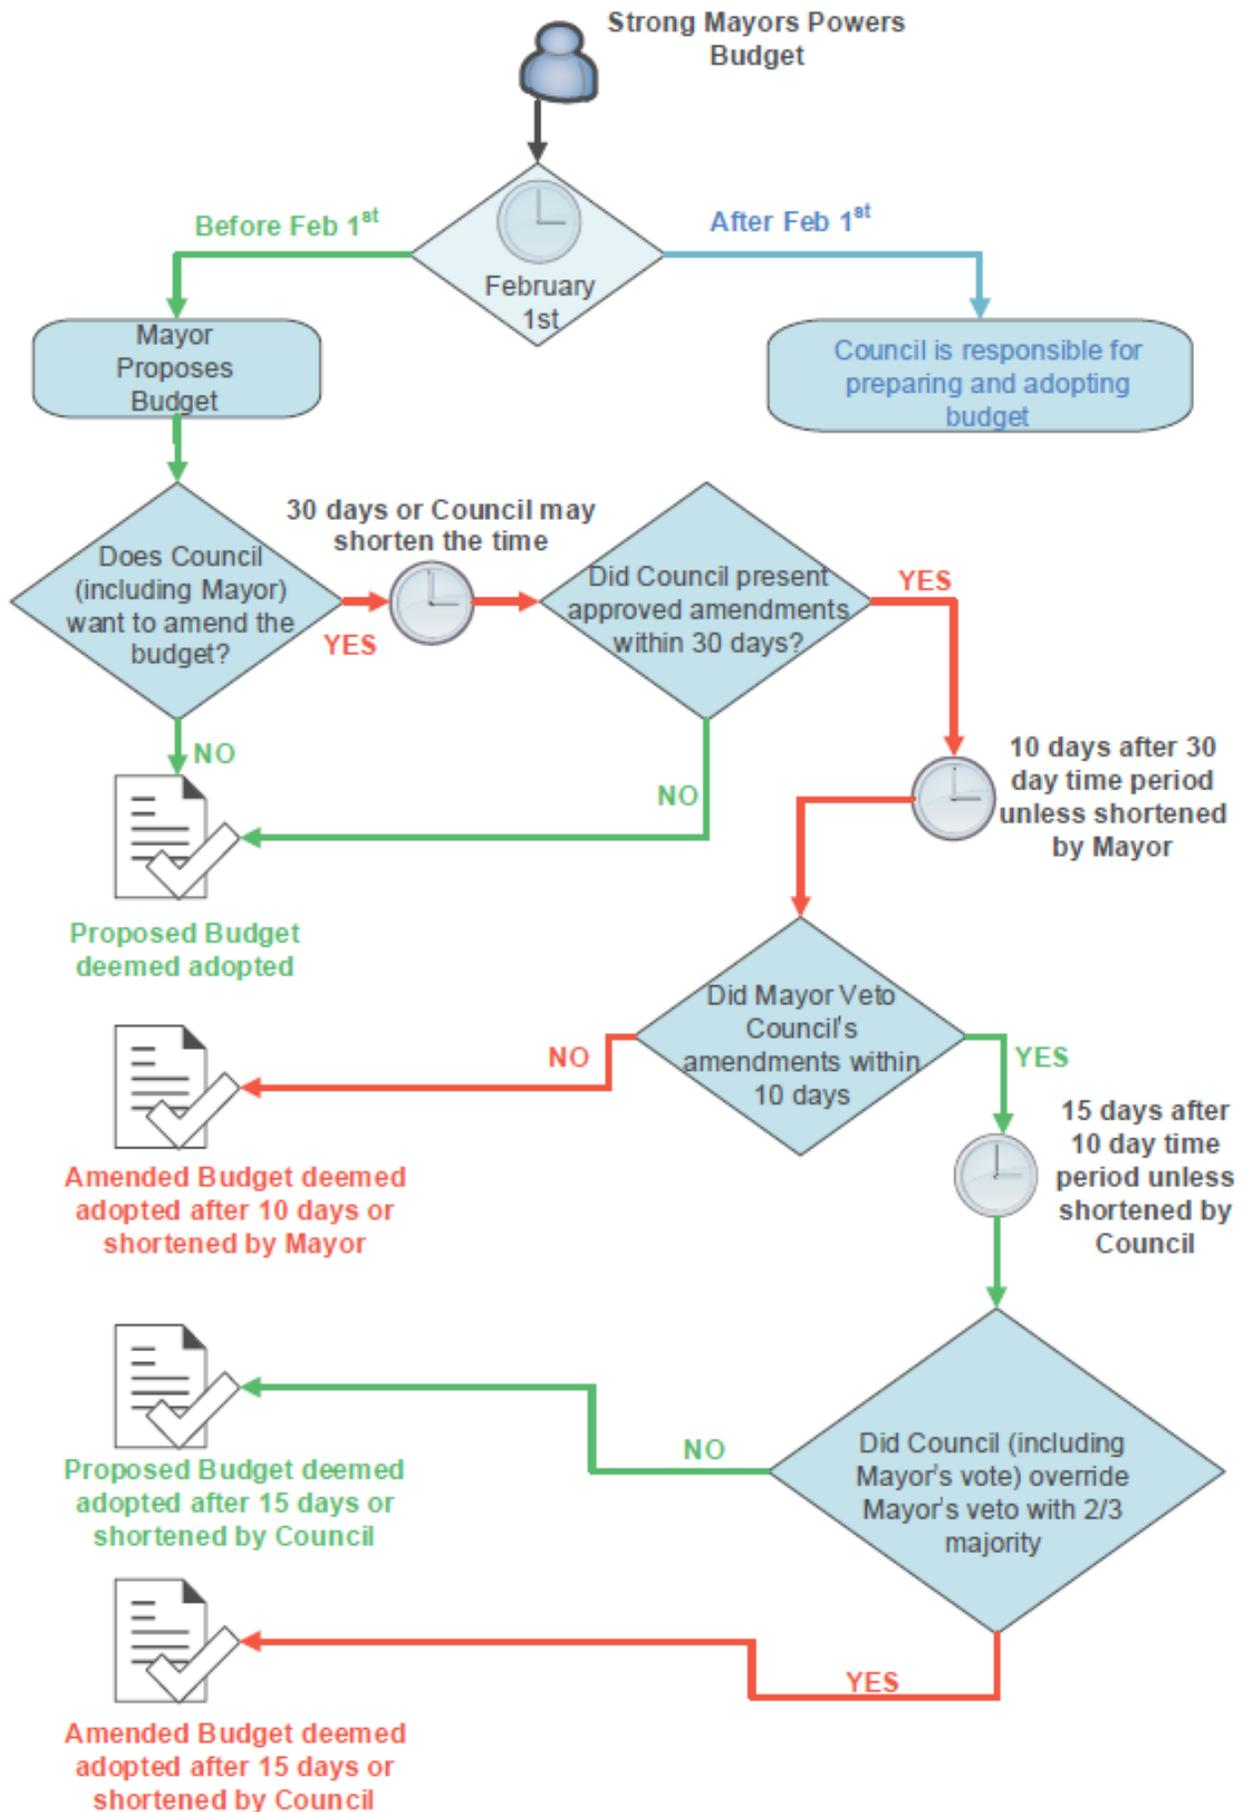 Strong Mayors Powers
Budget
Before Feb 1st
After Feb 1st
February
1st
Mayor
Proposes
Budget
Council is responsible for
preparing and adopting
budget
30 days or Council may
shorten the time
Does Council
(including Mayor)
want to amend the
budget?
YES
Did Council present
approved amendments
within 30 days?
YES
NO
NO
10 days after 30
day time period
unless shortened
by Mayor
Proposed Budget
deemed adopted
Did Mayor Veto
Council's
amendments within
10 days
NO
YES
15 days after
10 day time
period unless
shortened by
Council
Amended Budget deemed
adopted after 10 days or
shortened by Mayor
Did Council (including
Mayor's vote) override
Mayor's veto with 2/3
majority
NO
Proposed Budget deemed
adopted after 15 days or
shortened by Council
YES
Amended Budget deemed
adopted after 15 days or
shortened by Council